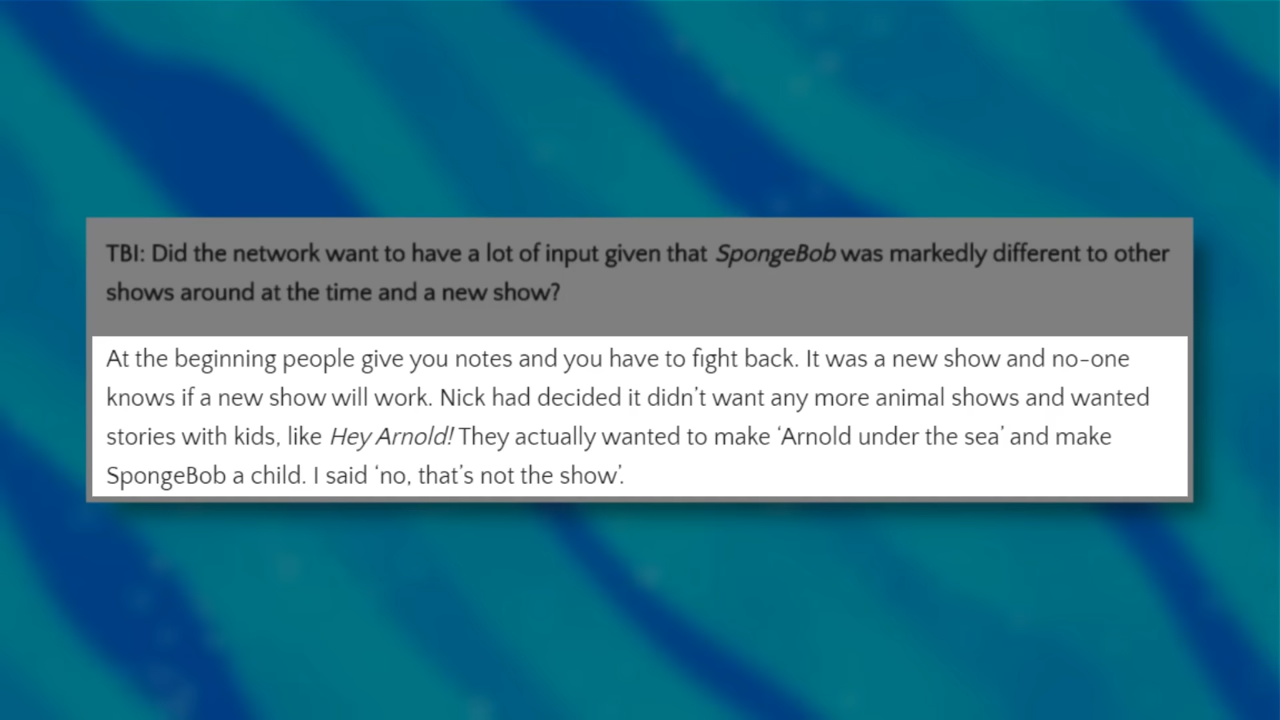 TBI: Did the network want to have a lot of input given that SpongeBob was markedly different to other
shows around at the time and a new show?
At the beginning people give you notes and you have to fight back. It was a new show and no-one
knows if a new show will work. Nick had decided it didn’t want any more animal shows and wanted
stories with kids, like Hey Arnold! They actually wanted to make ‘Arnold under the sea’ and make
SpongeBob a child. I said ‘no, that’s not the show’.